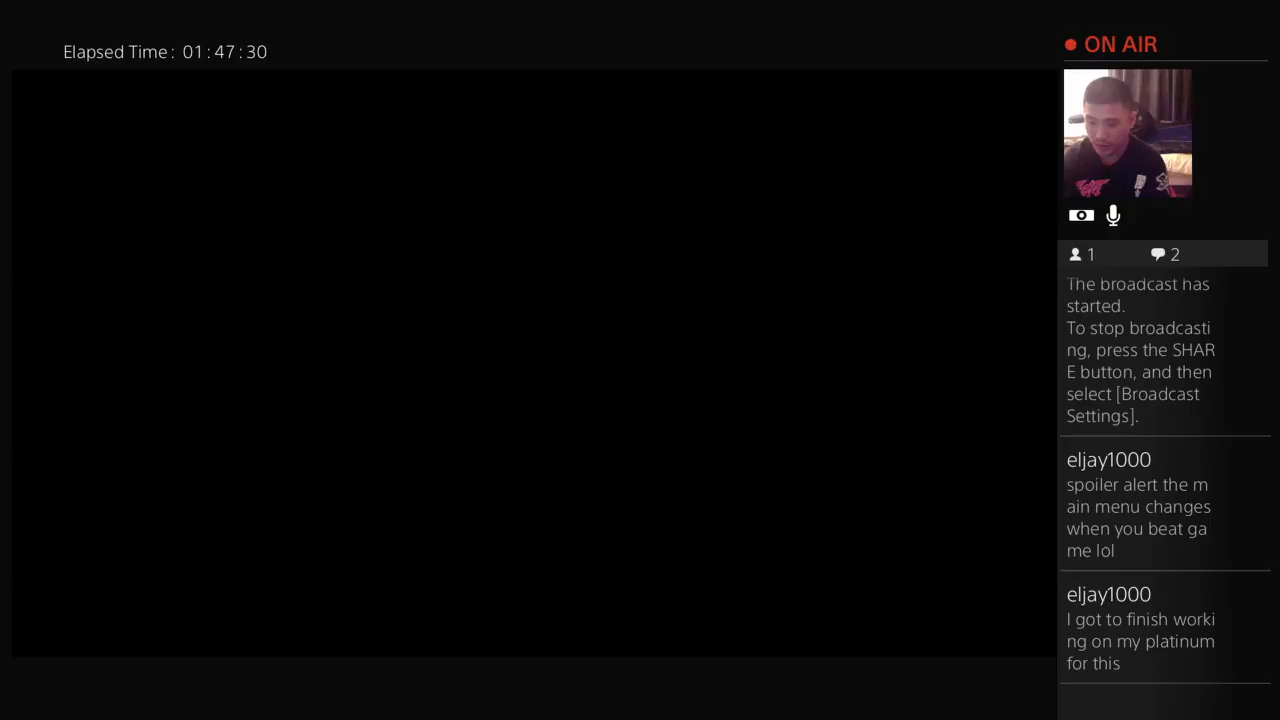 Elapsed Time: 01:47:30
ON AIR
1 2
The broadcast has
started.
To stop broadcasti
ng, press the SHAR
E button, and then
select [Broadcast
Settings].
eljay1000
spoiler alert the m
ain menu changes
when you beat ga
me lol
eljay1000
I got to finish worki
ng on my platinum
for this